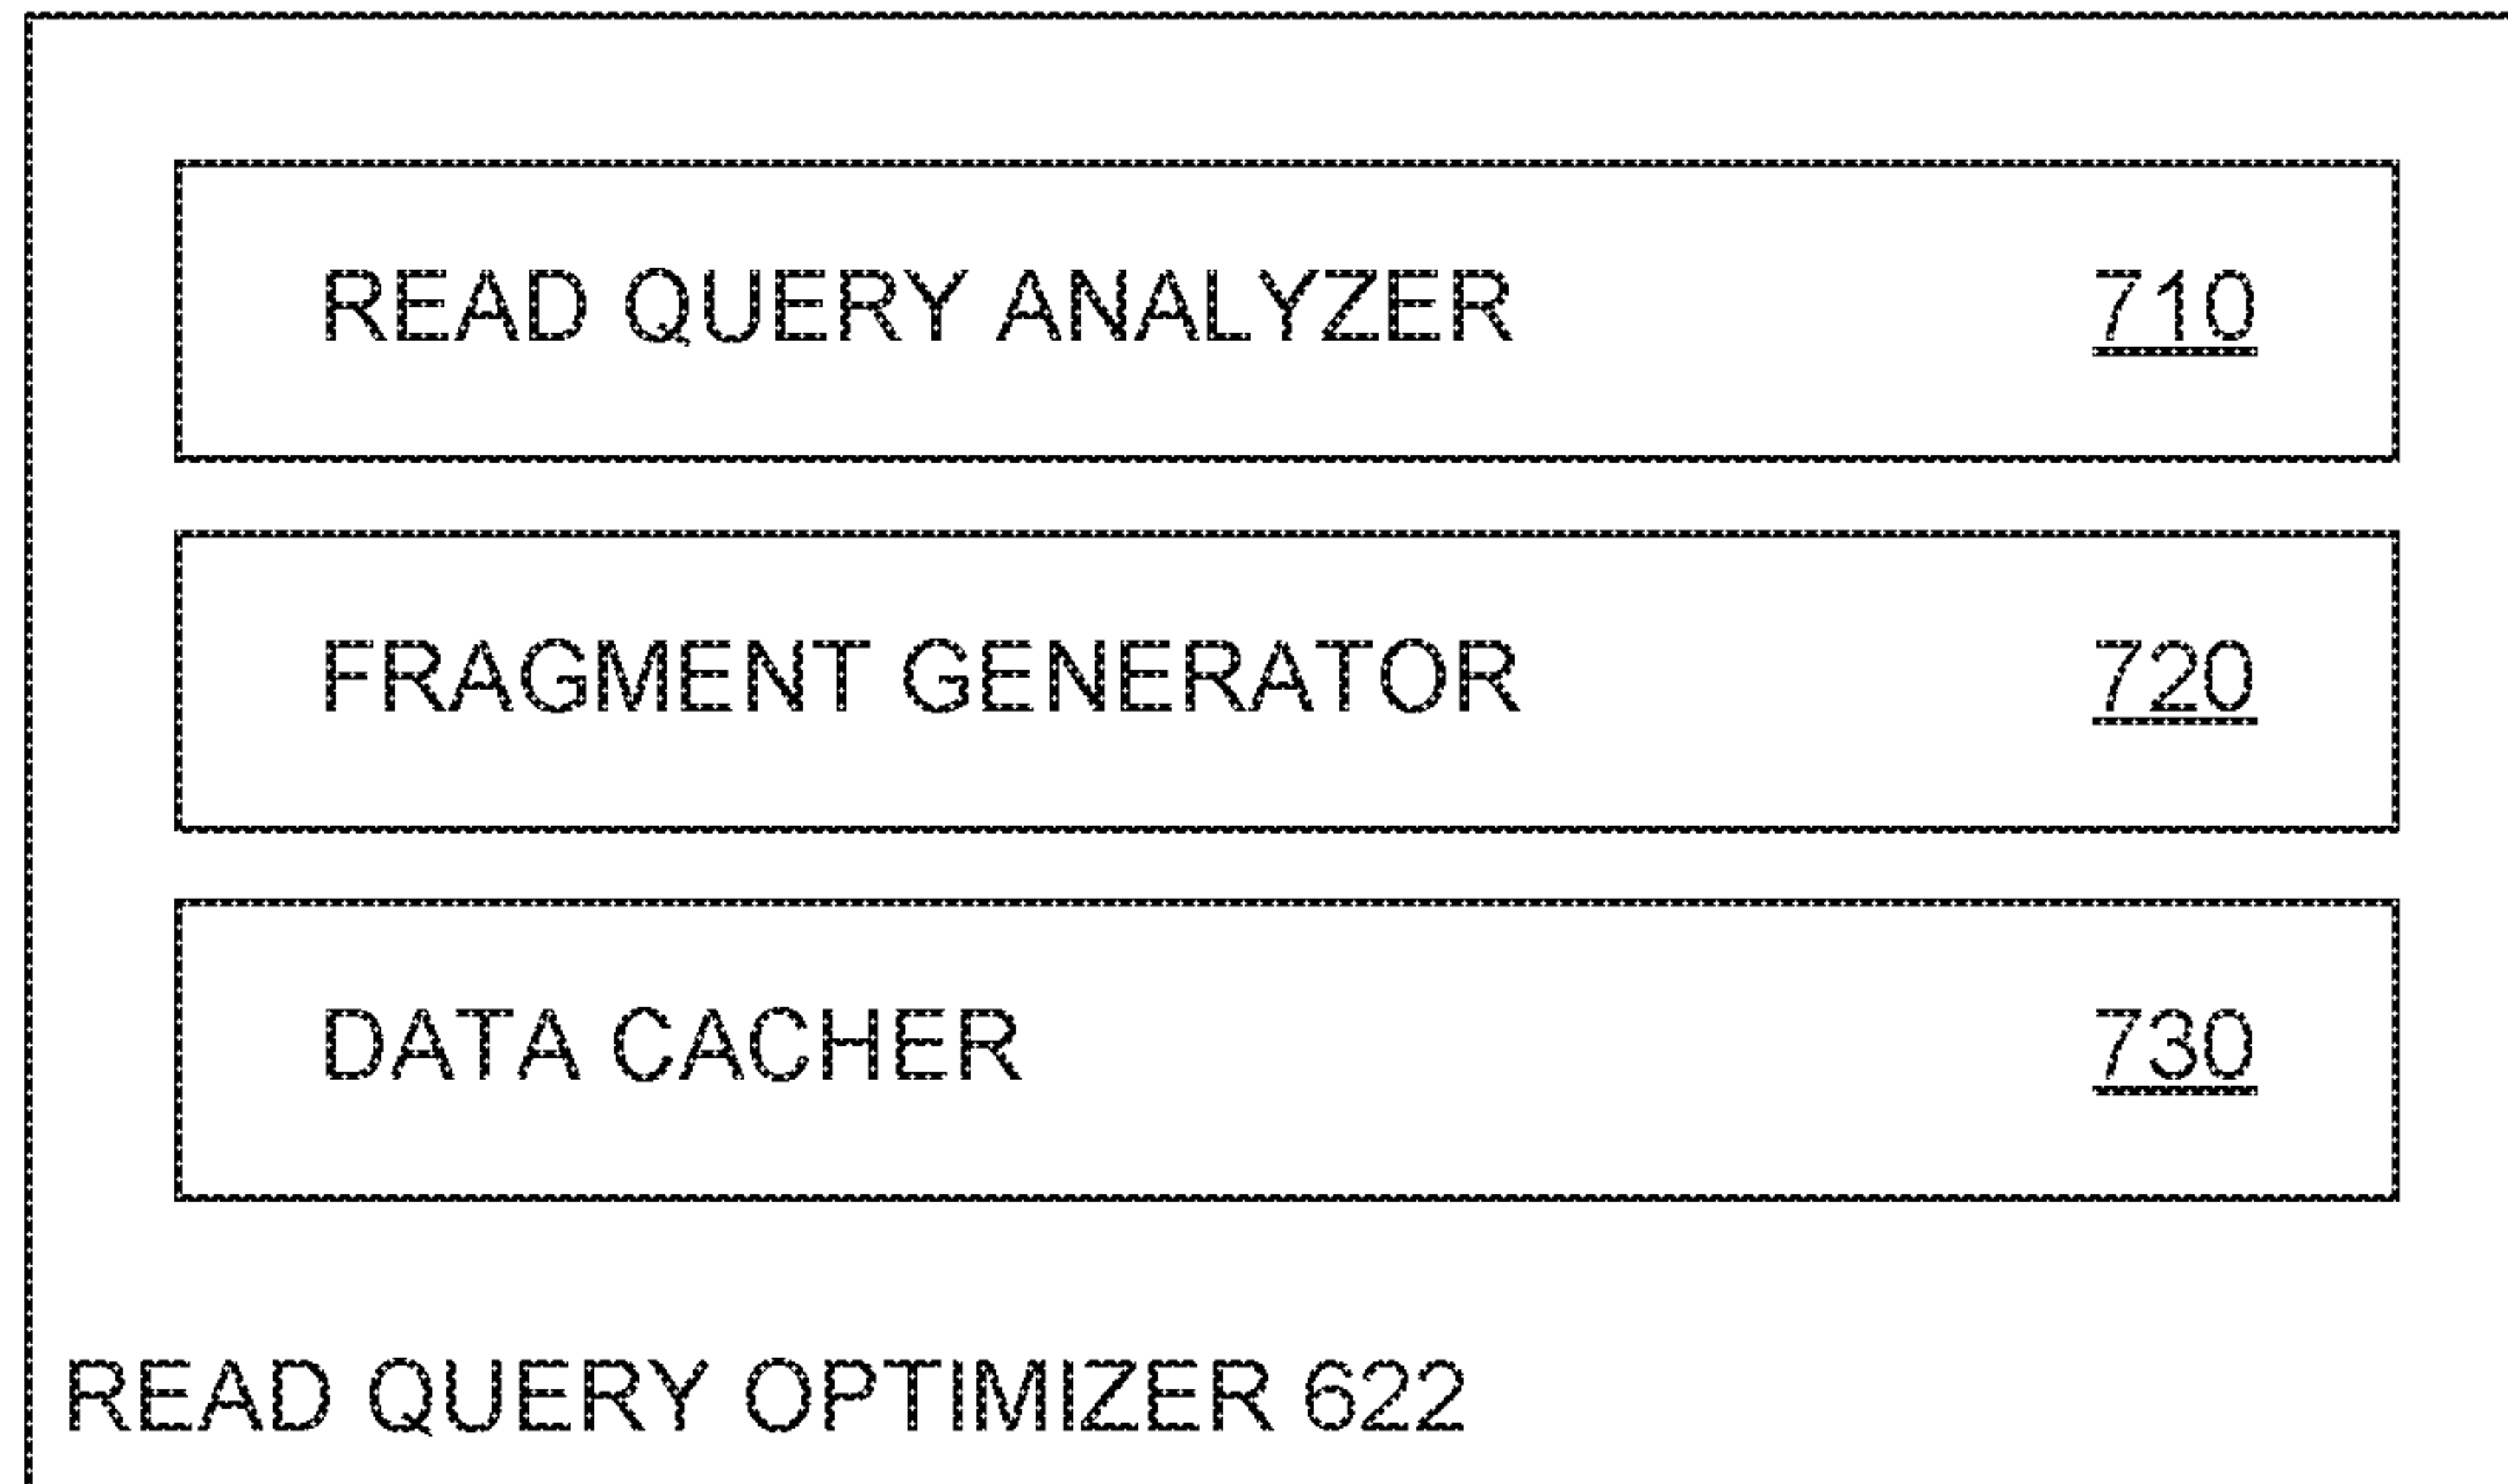 READ QUERY ANALYZER 710
FRAGMENT GENERATOR 720
DATA CACHER 730
READ QUERY OPTIMIZER 622